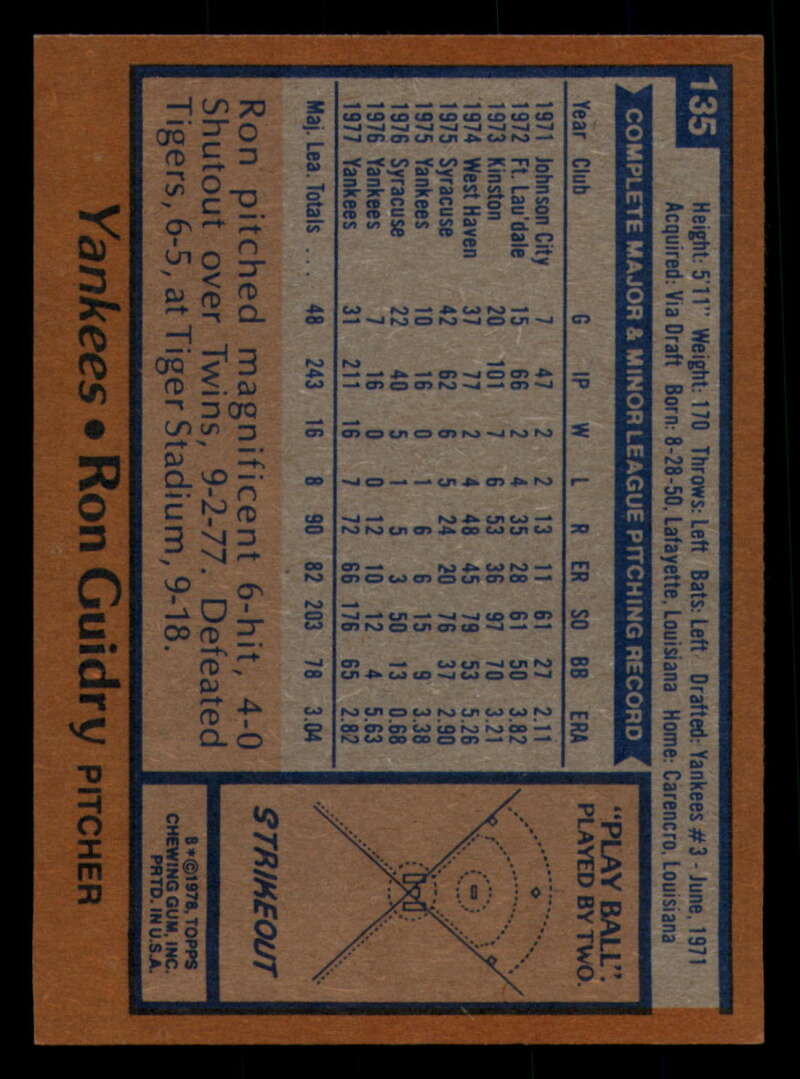 135
Height: 5'11" Weight: 170 Throws: Left Bats: Left Drafted: Yankees #3 - June, 1971
Acquired: Via Draft Born: 8-28-50, Lafayette, Louisiana Home: Carencro, Louisiana
COMPLETE MAJOR & MINOR LEAGUE PITCHING RECORD
Year Club G IP W L R ER SO BB ERA
1971 Johnson City 7 47 2 2 13 11 61 27 2.11
1972 Ft. Lau'dale 15 66 2 4 35 28 61 50 3.82
1973 Kinston 20 101 7 6 53 36 97 70 3.21
1974 West Haven 37 77 2 4 48 45 79 53 5.26
1975 Syracuse 42 62 6 5 24 20 76 37 2.90
1975 Yankees 10 16 0 1 6 6 15 9 3.38
1976 Syracuse 22 40 5 1 5 3 50 13 0.68
1976 Yankees 7 16 0 0 12 10 12 4 5.63
1977 Yankees 31 211 16 7 72 66 176 65 2.82
Maj. Lea. Totals .... 48 243 16 8 90 82 203 78 3.04
Ron pitched magnificent 6-hit, 4-0
Shutout over Twins, 9-2-77. Defeated
Tigers, 6-5, at Tiger Stadium, 9-18.
"PLAY BALL":
PLAYED BY TWO.
STRIKEOUT
B*©1978, TOPPS
CHEWING GUM, INC.
PRTD. IN U.S.A.
Yankees • Ron Guidry PITCHER